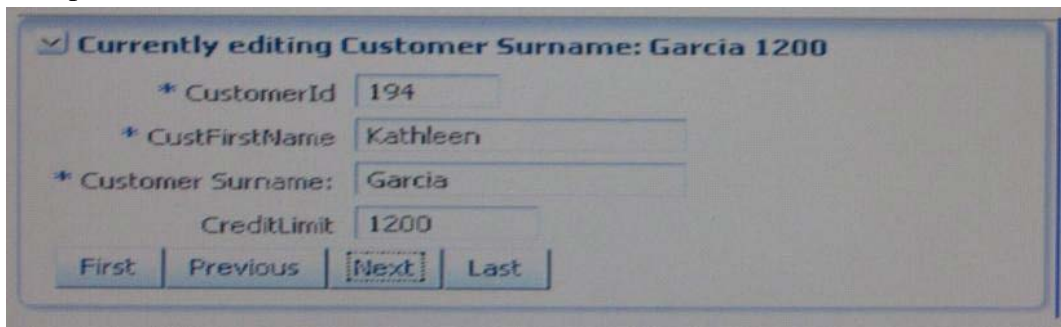 Currently editing Customer Surname: Garcia 1200
* CustomerId 194
* CustFirstName Kathleen
* Customer Surname: Garcia
CreditLimit 1200
First Previous Next Last